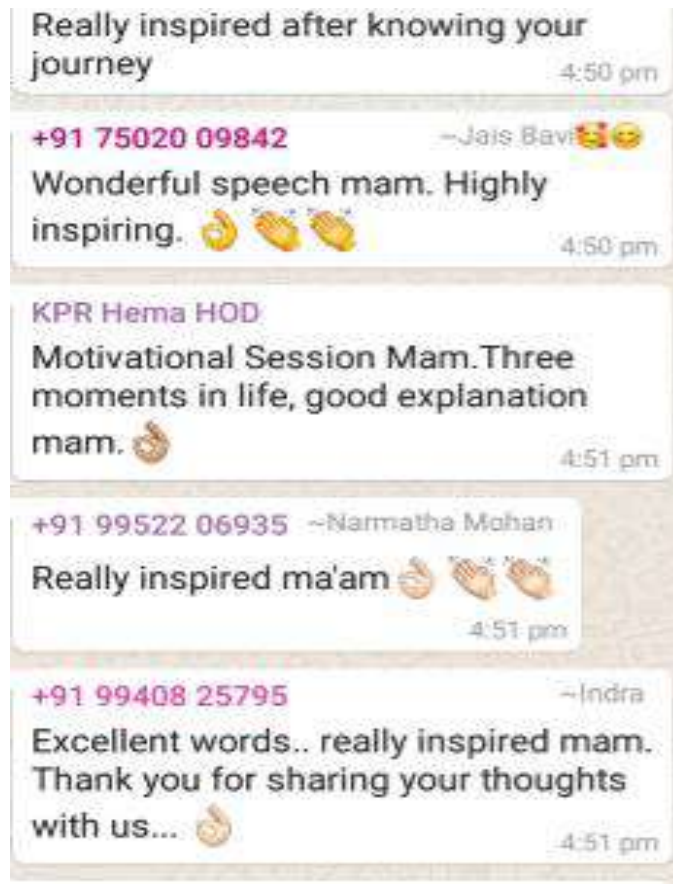 Really inspired after knowing your
journey
4:50 pm
+91 75020 09842 ~Jais Bavi🥰😊
Wonderful speech mam. Highly
inspiring. 👌👏👏
4:50 pm
KPR Hema HOD
Motivational Session Mam.Three
moments in life, good explanation
mam.👌🏽
4:51 pm
+91 99522 06935 ~Narmatha Mohan
Really inspired ma'am👌🏻👏🏻👏🏻
4:51 pm
+91 99408 25795 ~Indra
Excellent words.. really inspired mam.
Thank you for sharing your thoughts
with us... 👌🏻
4:51 pm